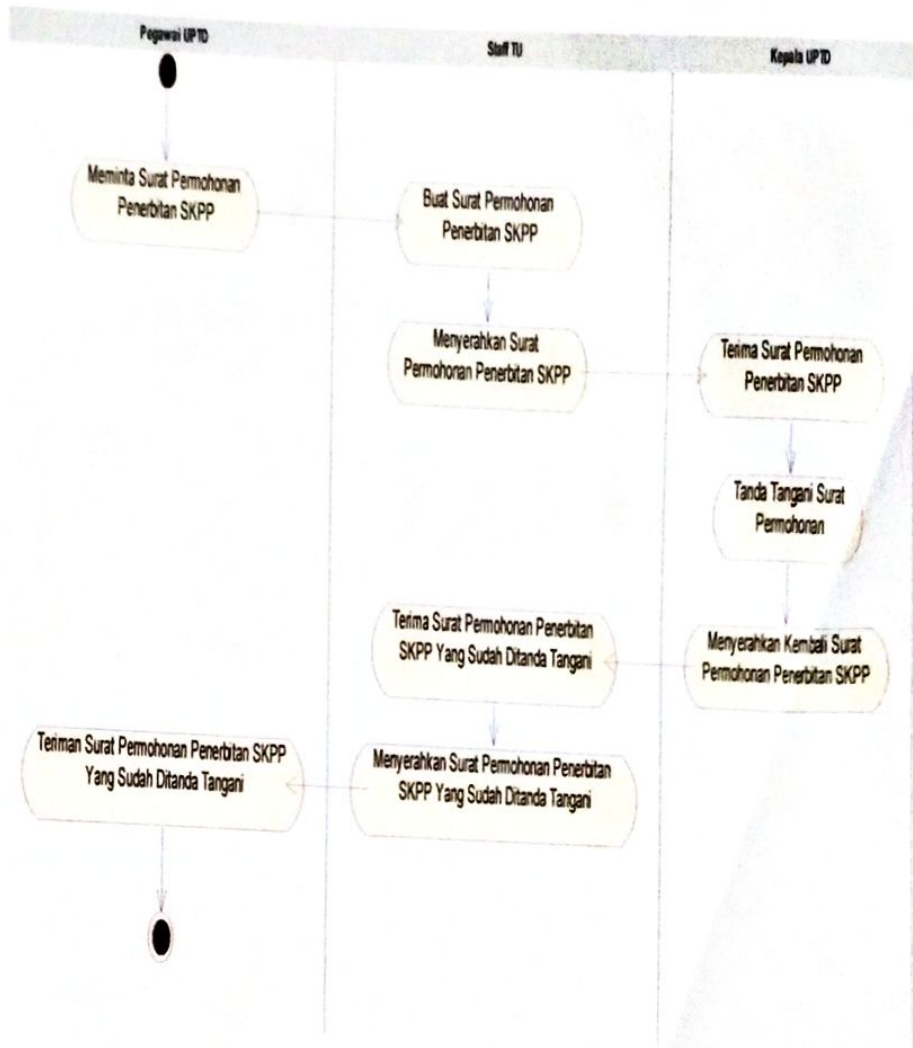 Pegawai UPTD
Staff TU
Kepala UPTD
Meminta Surat Permohonan
Penerbitan SKPP
Buat Surat Permohonan
Penerbitan SKPP
Menyerahkan Surat
Permohonan Penerbitan SKPP
Terima Surat Permohonan
Penerbitan SKPP
Tanda Tangani Surat
Permohonan
Menyerahkan Kembali Surat
Permohonan Penerbitan SKPP
Terima Surat Permohonan Penerbitan
SKPP Yang Sudah Ditanda Tangani
Menyerahkan Surat Permohonan Penerbitan
SKPP Yang Sudah Ditanda Tangani
Teriman Surat Permohonan Penerbitan SKPP
Yang Sudah Ditanda Tangani